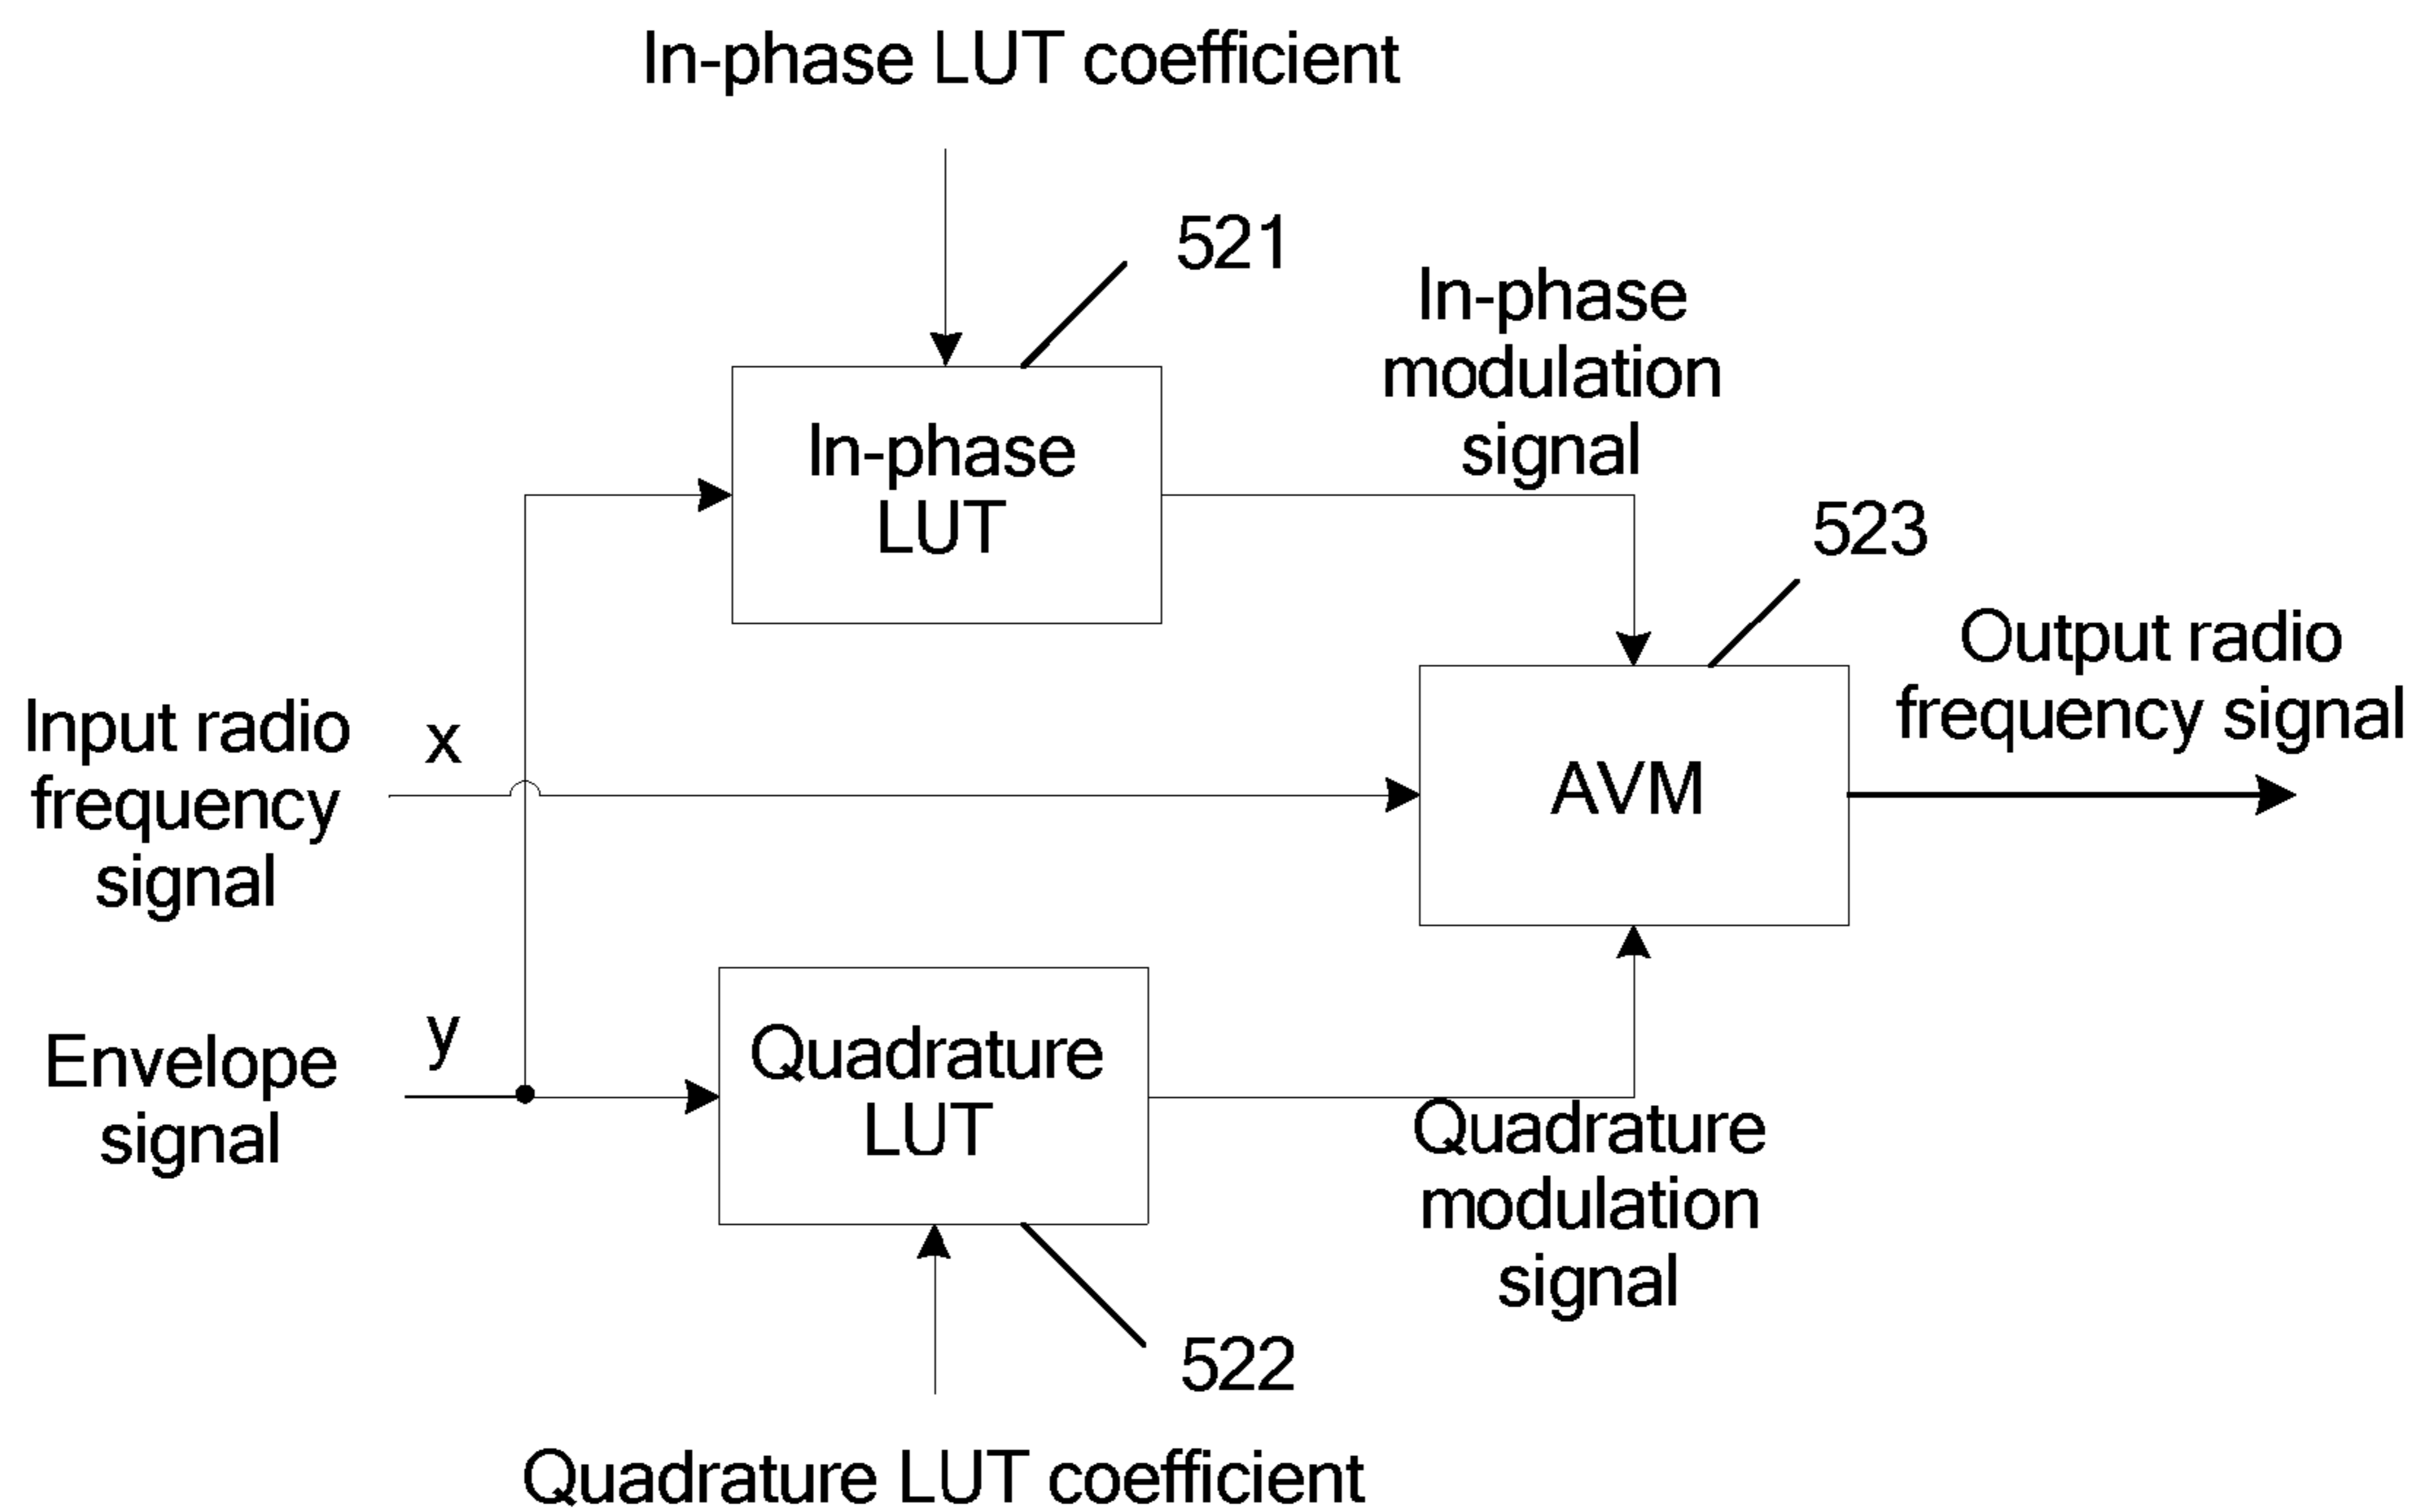 In-phase LUT coefficient
521
In-phase
modulation
signal
In-phase
LUT
523
Output radio
frequency signal
Input radio
frequency
signal
x
AVM
Envelope
signal
y
Quadrature
LUT
Quadrature
modulation
signal
522
Quadrature LUT coefficient